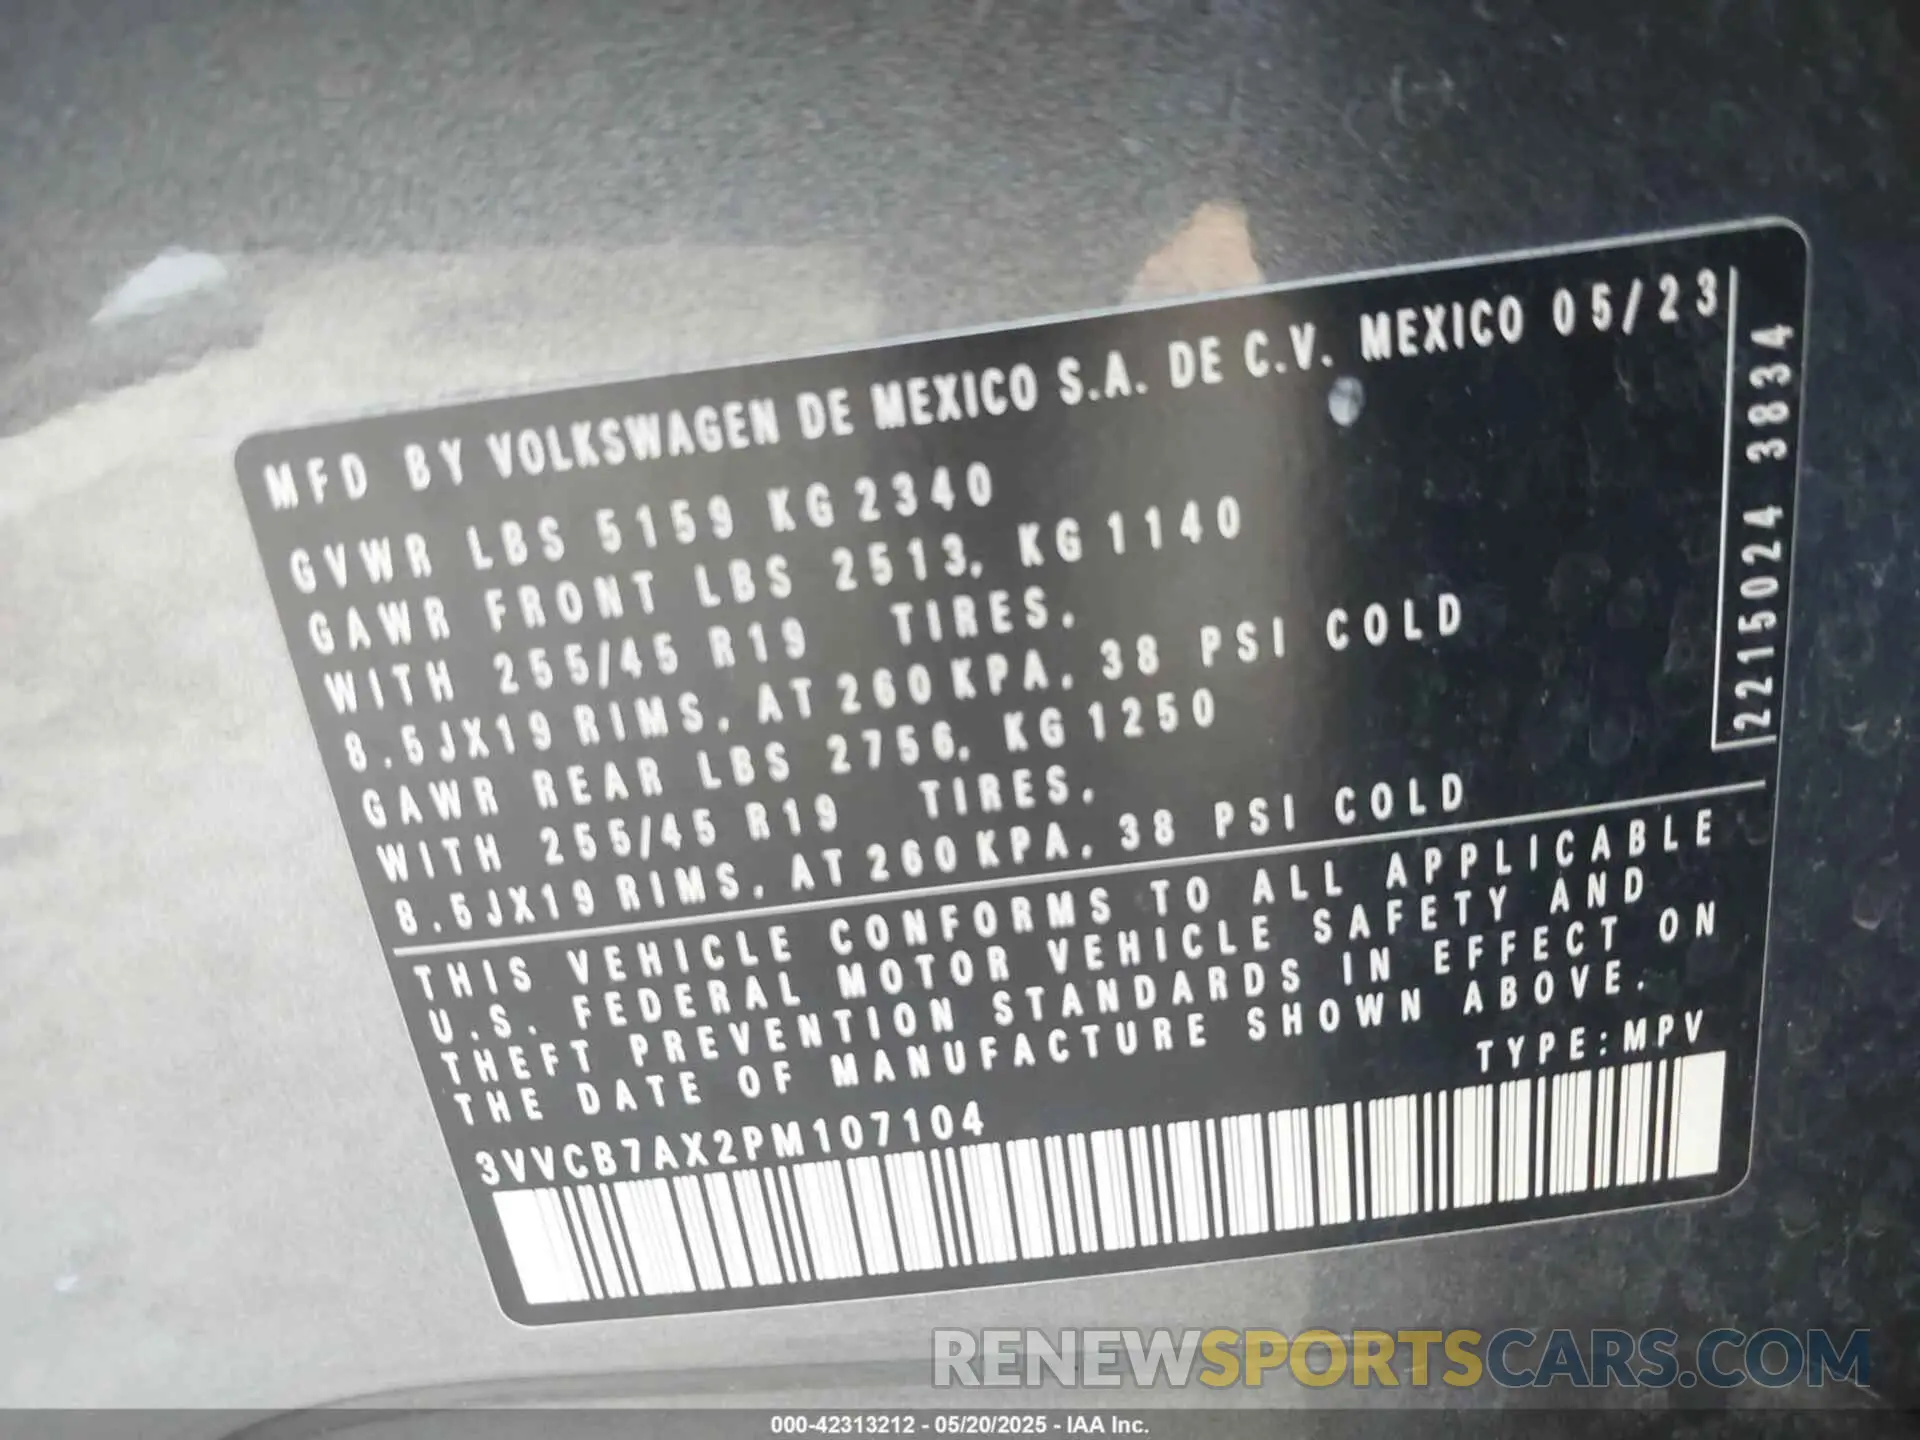 MFD BY VOLKSWAGEN DE MEXICO S.A. DE C.V. MEXICO 05/23
GVWR LBS 5159 KG 2340
GAWR FRONT LBS 2513, KG 1140
WITH 255/45 R19 TIRES,
8.5JX19 RIMS, AT 260 KPA, 38 PSI COLD
GAWR REAR LBS 2756, KG 1250
WITH 255/45 R19 TIRES,
8.5JX19 RIMS, AT 260 KPA, 38 PSI COLD
2215024 3834
THIS VEHICLE CONFORMS TO ALL APPLICABLE
U.S. FEDERAL MOTOR VEHICLE SAFETY AND
THEFT PREVENTION STANDARDS IN EFFECT ON
THE DATE OF MANUFACTURE SHOWN ABOVE.
TYPE: MPV
3VVCB7AX2PM107104
RENEWSPORTSCARS.COM
000-42313212 - 05/20/2025 - IAA Inc.